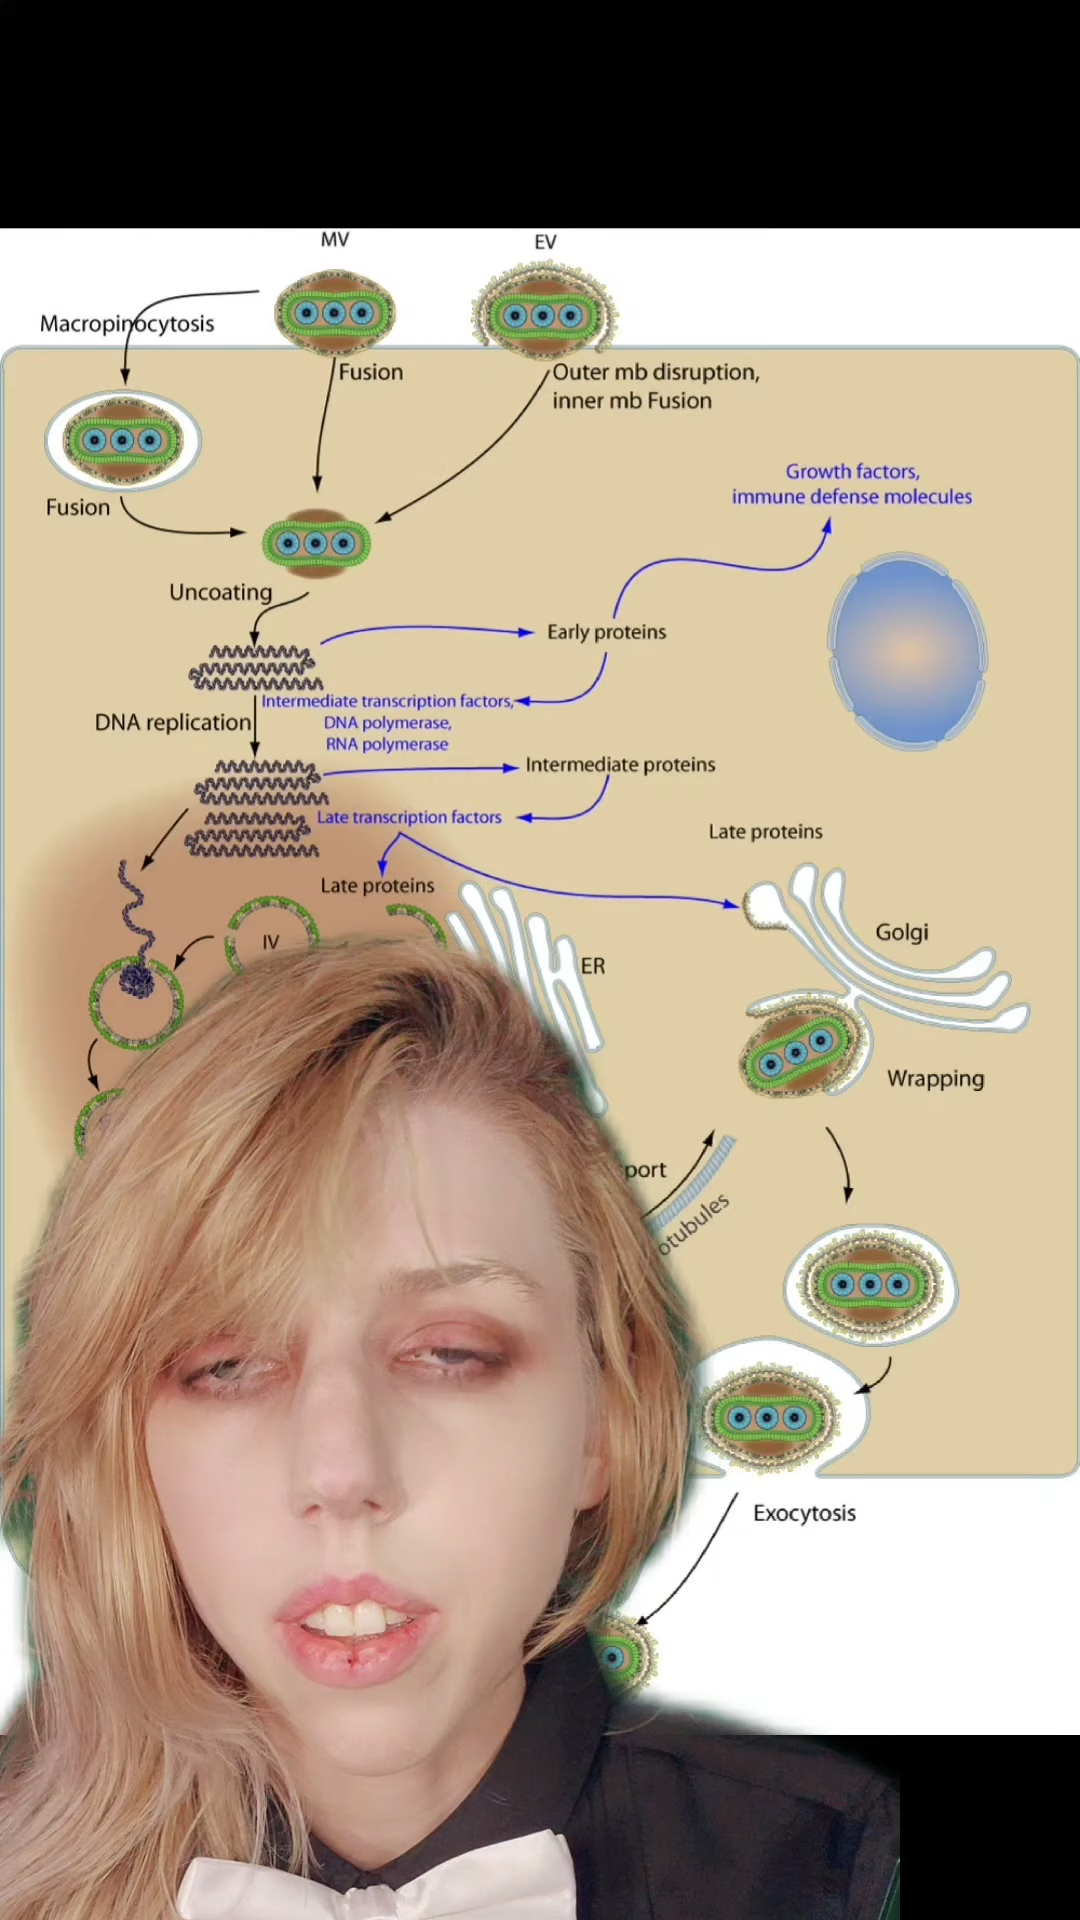 MV
EV
Macropinocytosis
Fusion
Outer mb disruption,
inner mb Fusion
Fusion
Growth factors,
immune defense molecules
Uncoating
Early proteins
Intermediate transcription factors,
DNA polymerase,
RNA polymerase
DNA replication
Intermediate proteins
Late transcription factors
Late proteins
Late proteins
Golgi
IV
ER
Wrapping
port
otubules
Exocytosis